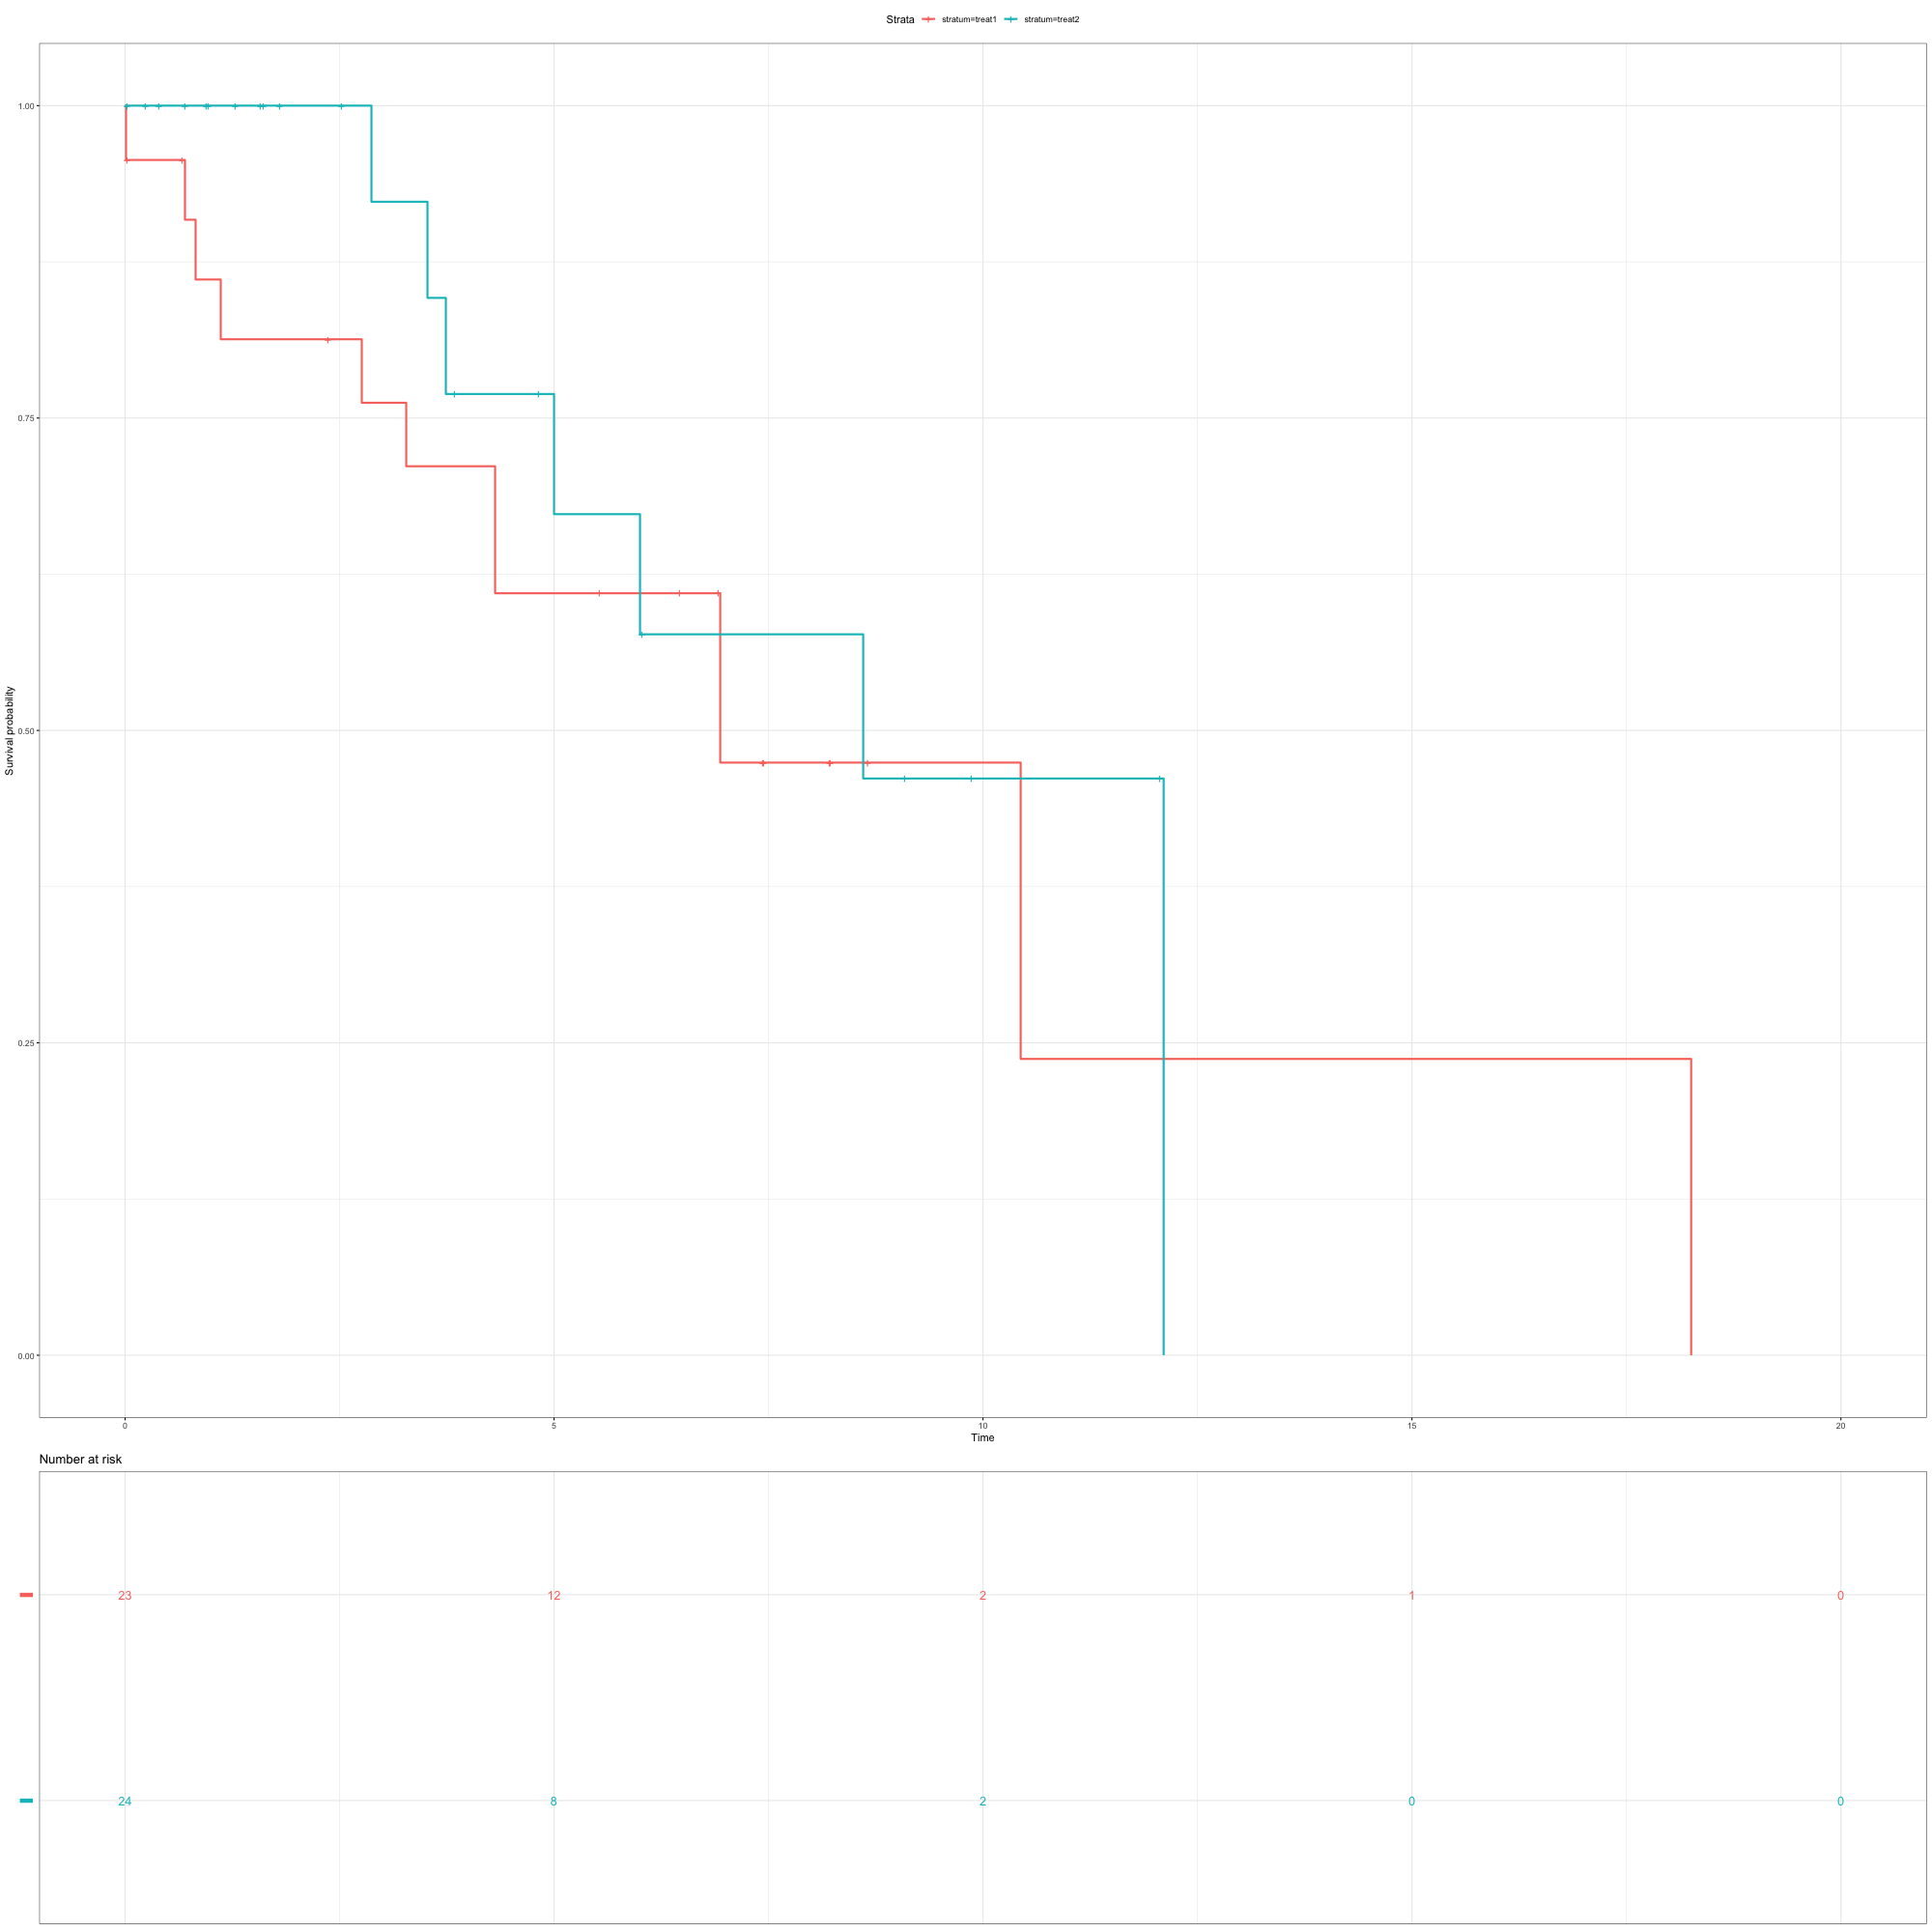 Strata stratum=treat1 stratum=treat2
1.00
0.75
0.50
0.25
0.00
Survival probability
0 5 10 15 20
Time
Number at risk
23 12 2 1 0
24 8 2 0 0